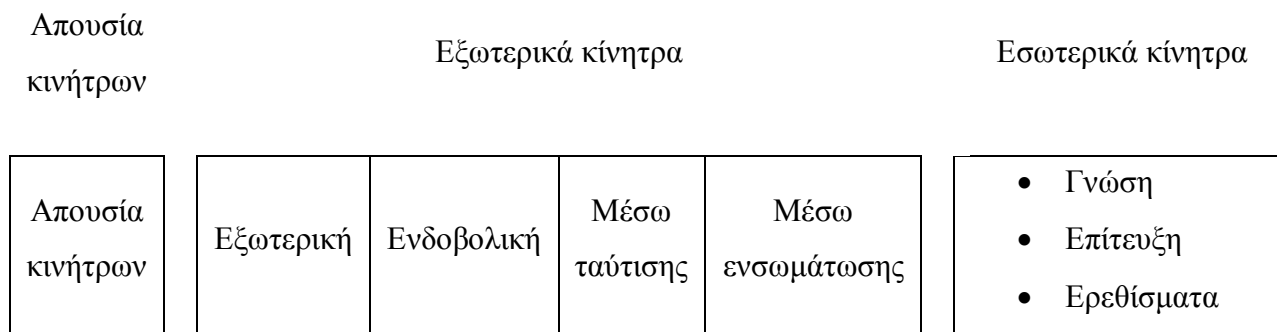 Απουσία
κινήτρων
Εξωτερικά κίνητρα
Εσωτερικά κίνητρα
Απουσία
κινήτρων
Εξωτερική
Ενδοβολική
Μέσω
ταύτισης
Μέσω
ενσωμάτωσης
• Γνώση
• Επίτευξη
• Ερεθίσματα